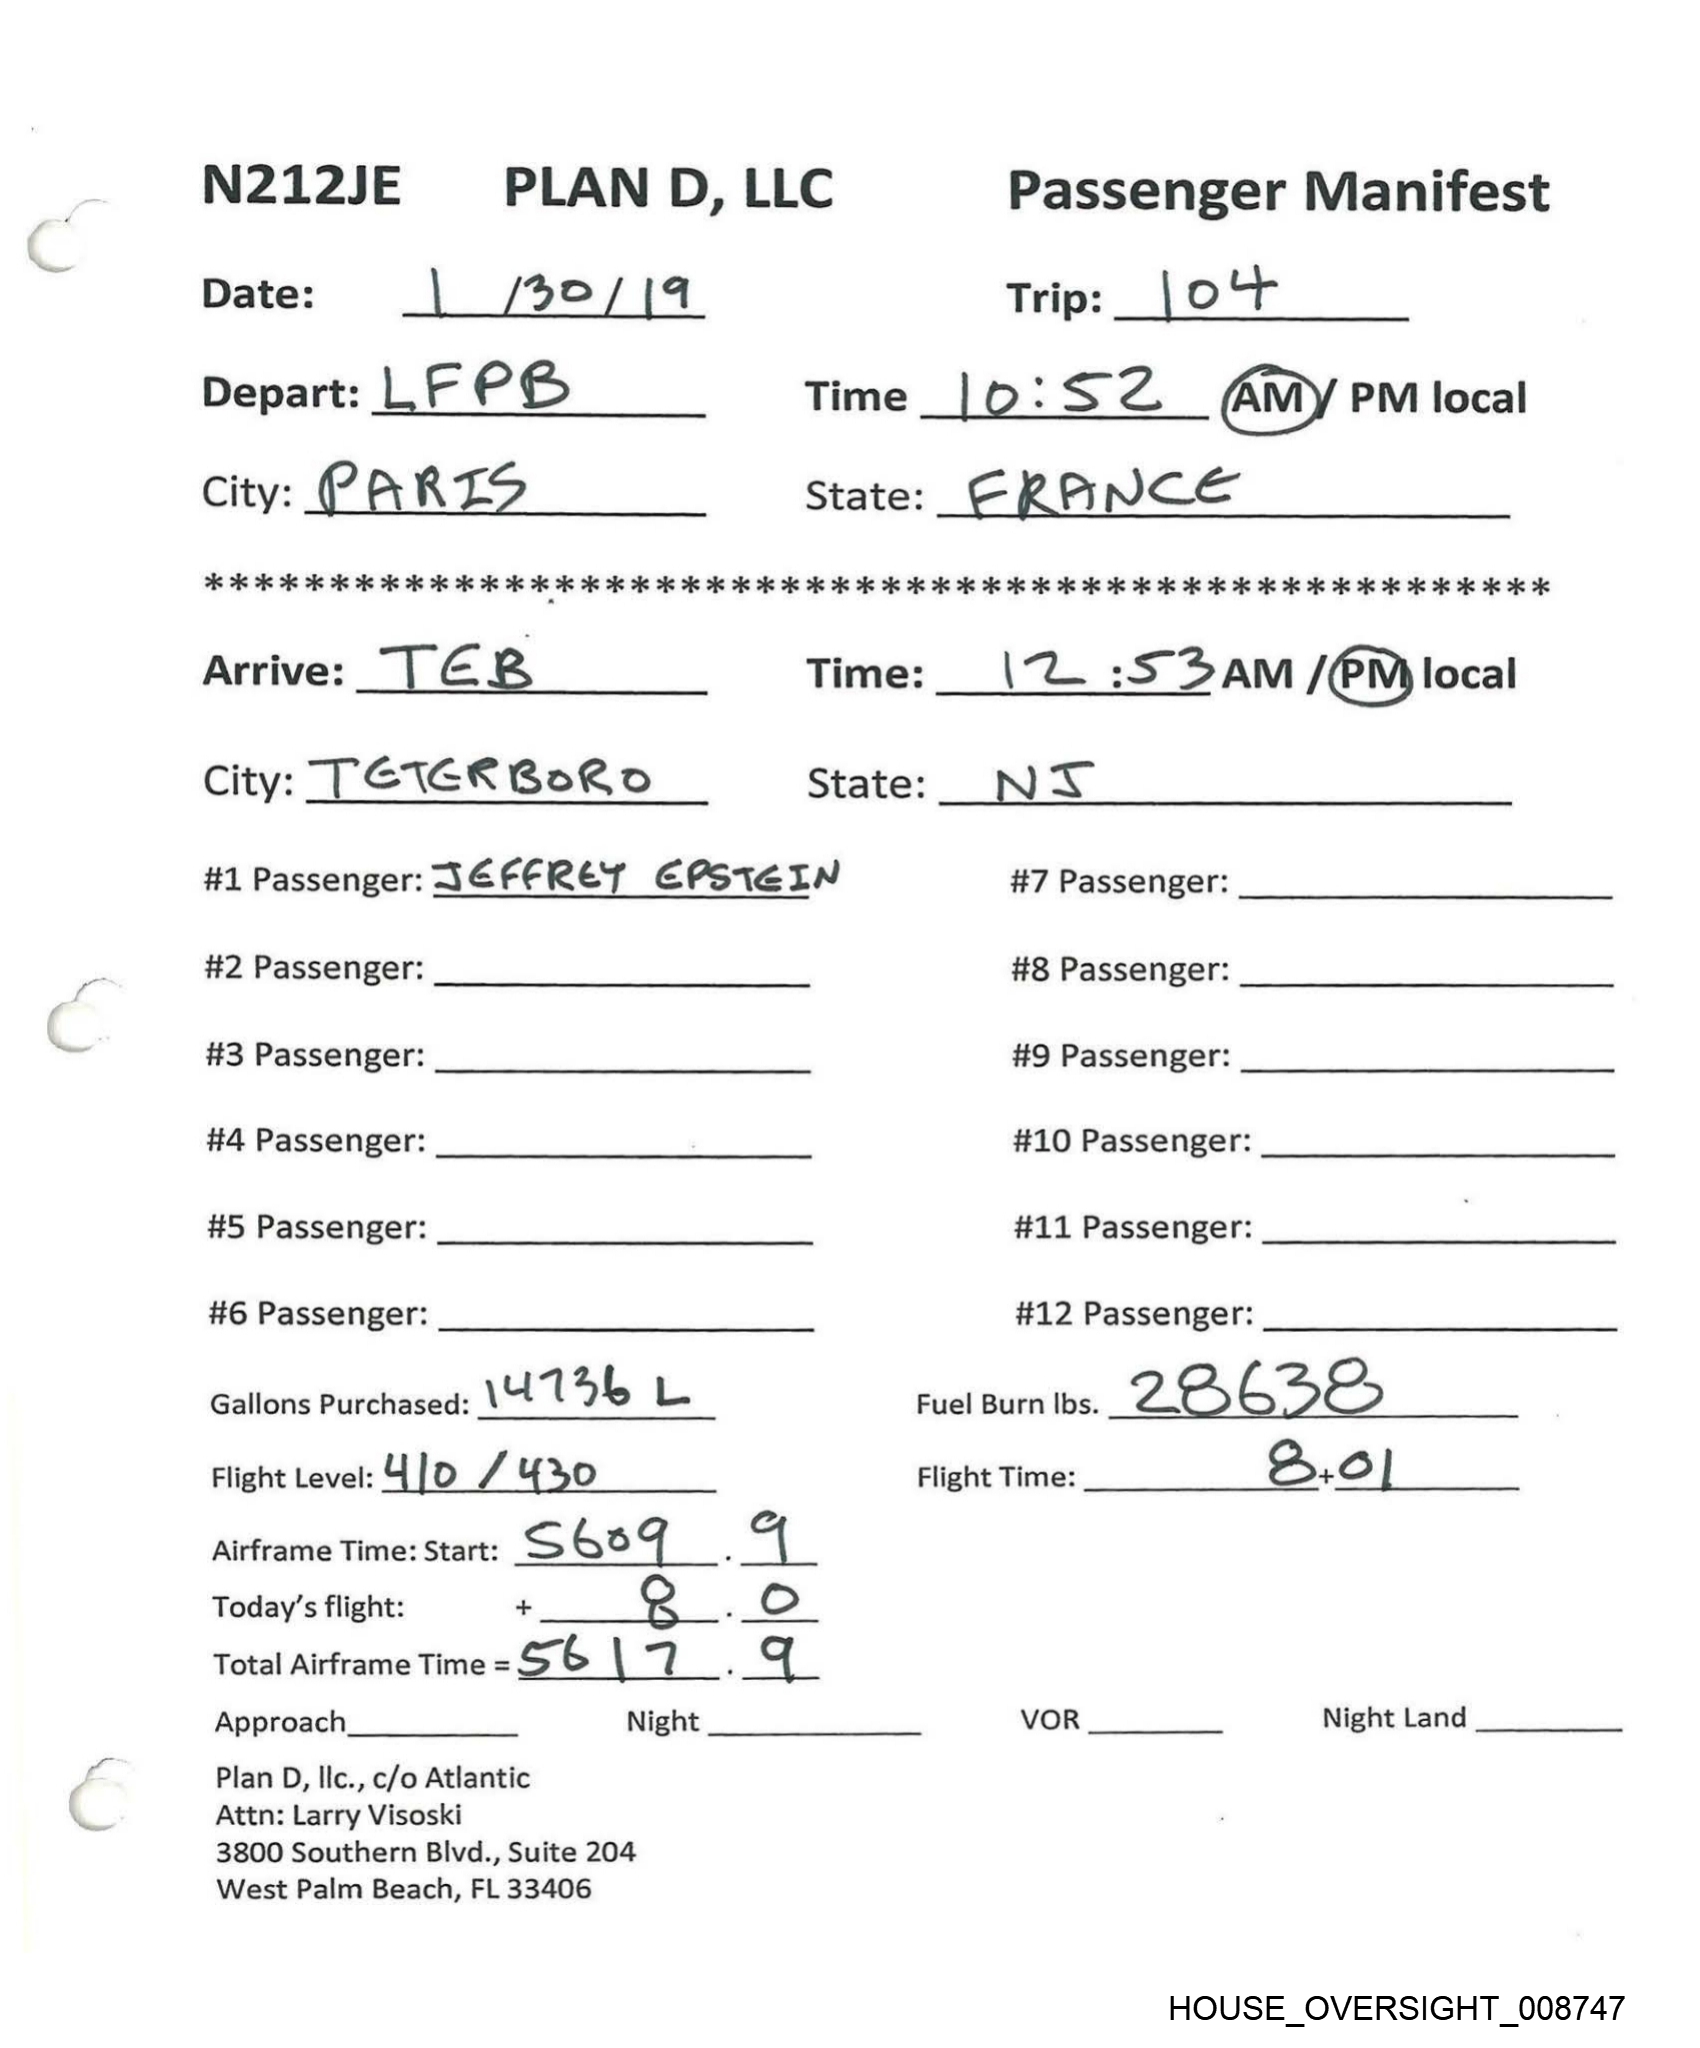 N212JE PLAN D, LLC Passenger Manifest
Date: 1/30/19 Trip: 104
Depart: LFPB Time 10:52 AM / PM local
City: PARIS State: FRANCE
******************************************************
Arrive: TEB Time: 12:53 AM / PM local
City: TETERBORO State: NJ
#1 Passenger: JEFFREY EPSTEIN #7 Passenger:
#2 Passenger: #8 Passenger:
#3 Passenger: #9 Passenger:
#4 Passenger: #10 Passenger:
#5 Passenger: #11 Passenger:
#6 Passenger: #12 Passenger:
Gallons Purchased: 14736 L Fuel Burn lbs. 28638
Flight Level: 410 / 430 Flight Time: 8+01
Airframe Time: Start: 5609.9
Today's flight: + 8.0
Total Airframe Time = 5617.9
Approach Night VOR Night Land
Plan D, llc., c/o Atlantic
Attn: Larry Visoski
3800 Southern Blvd., Suite 204
West Palm Beach, FL 33406
HOUSE_OVERSIGHT_008747